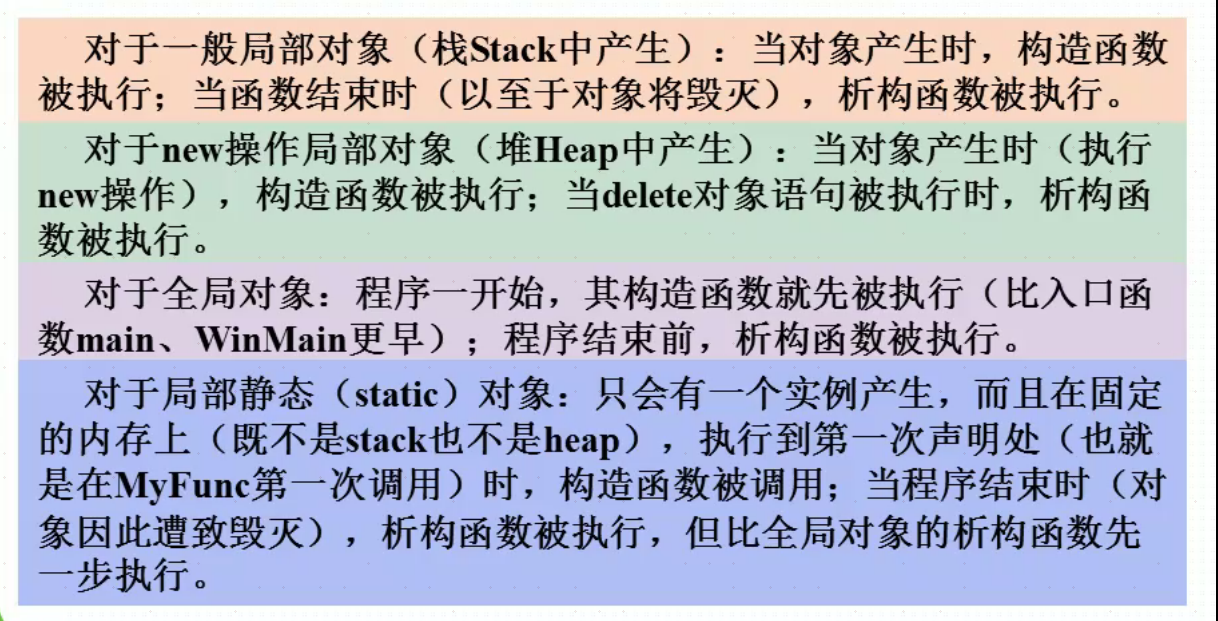 对于一般局部对象（栈Stack中产生）：当对象产生时，构造函数
被执行；当函数结束时（以至于对象将毁灭），析构函数被执行。
对于new操作局部对象（堆Heap中产生）：当对象产生时（执行
new操作），构造函数被执行；当delete对象语句被执行时，析构函
数被执行。
对于全局对象：程序一开始，其构造函数就先被执行（比入口函
数main、WinMain更早）；程序结束前，析构函数被执行。
对于局部静态（static）对象：只会有一个实例产生，而且在固定
的内存上（既不是stack也不是heap），执行到第一次声明处（也就
是在MyFunc第一次调用）时，构造函数被调用；当程序结束时（对
象因此遭致毁灭），析构函数被执行，但比全局对象的析构函数先
一步执行。